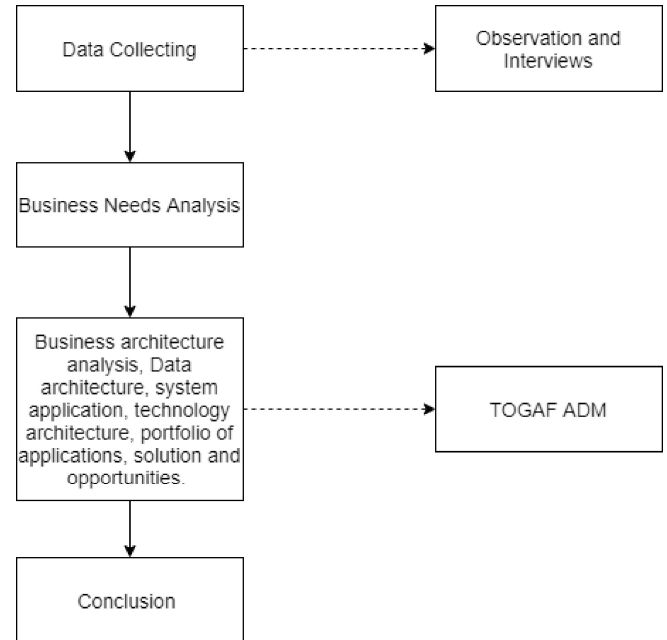 Data Collecting
Observation and
Interviews
Business Needs Analysis
Business architecture
analysis, Data
architecture, system
application, technology
architecture, portfolio of
applications, solution and
opportunities.
TOGAF ADM
Conclusion